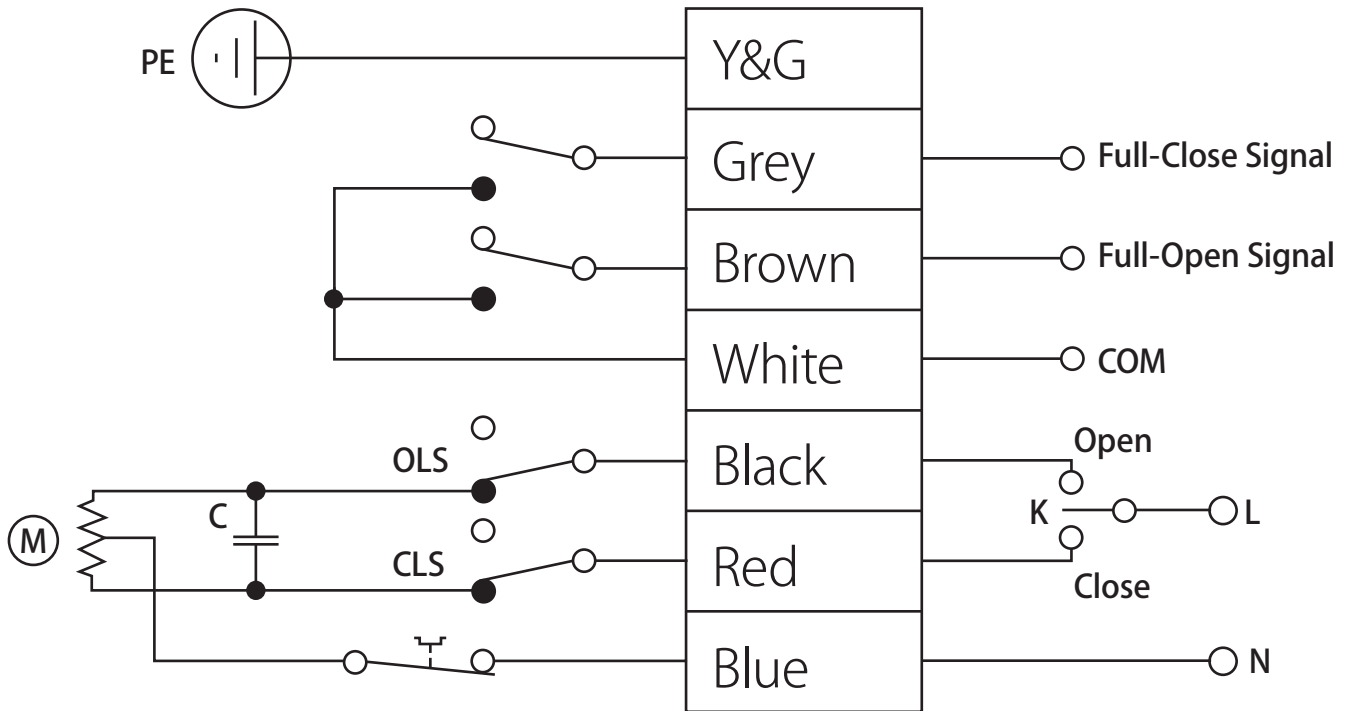 PE
Y&G
Grey
Full-Close Signal
Brown
Full-Open Signal
White
COM
OLS
Black
Open
M
C
K
L
CLS
Red
Close
Blue
N